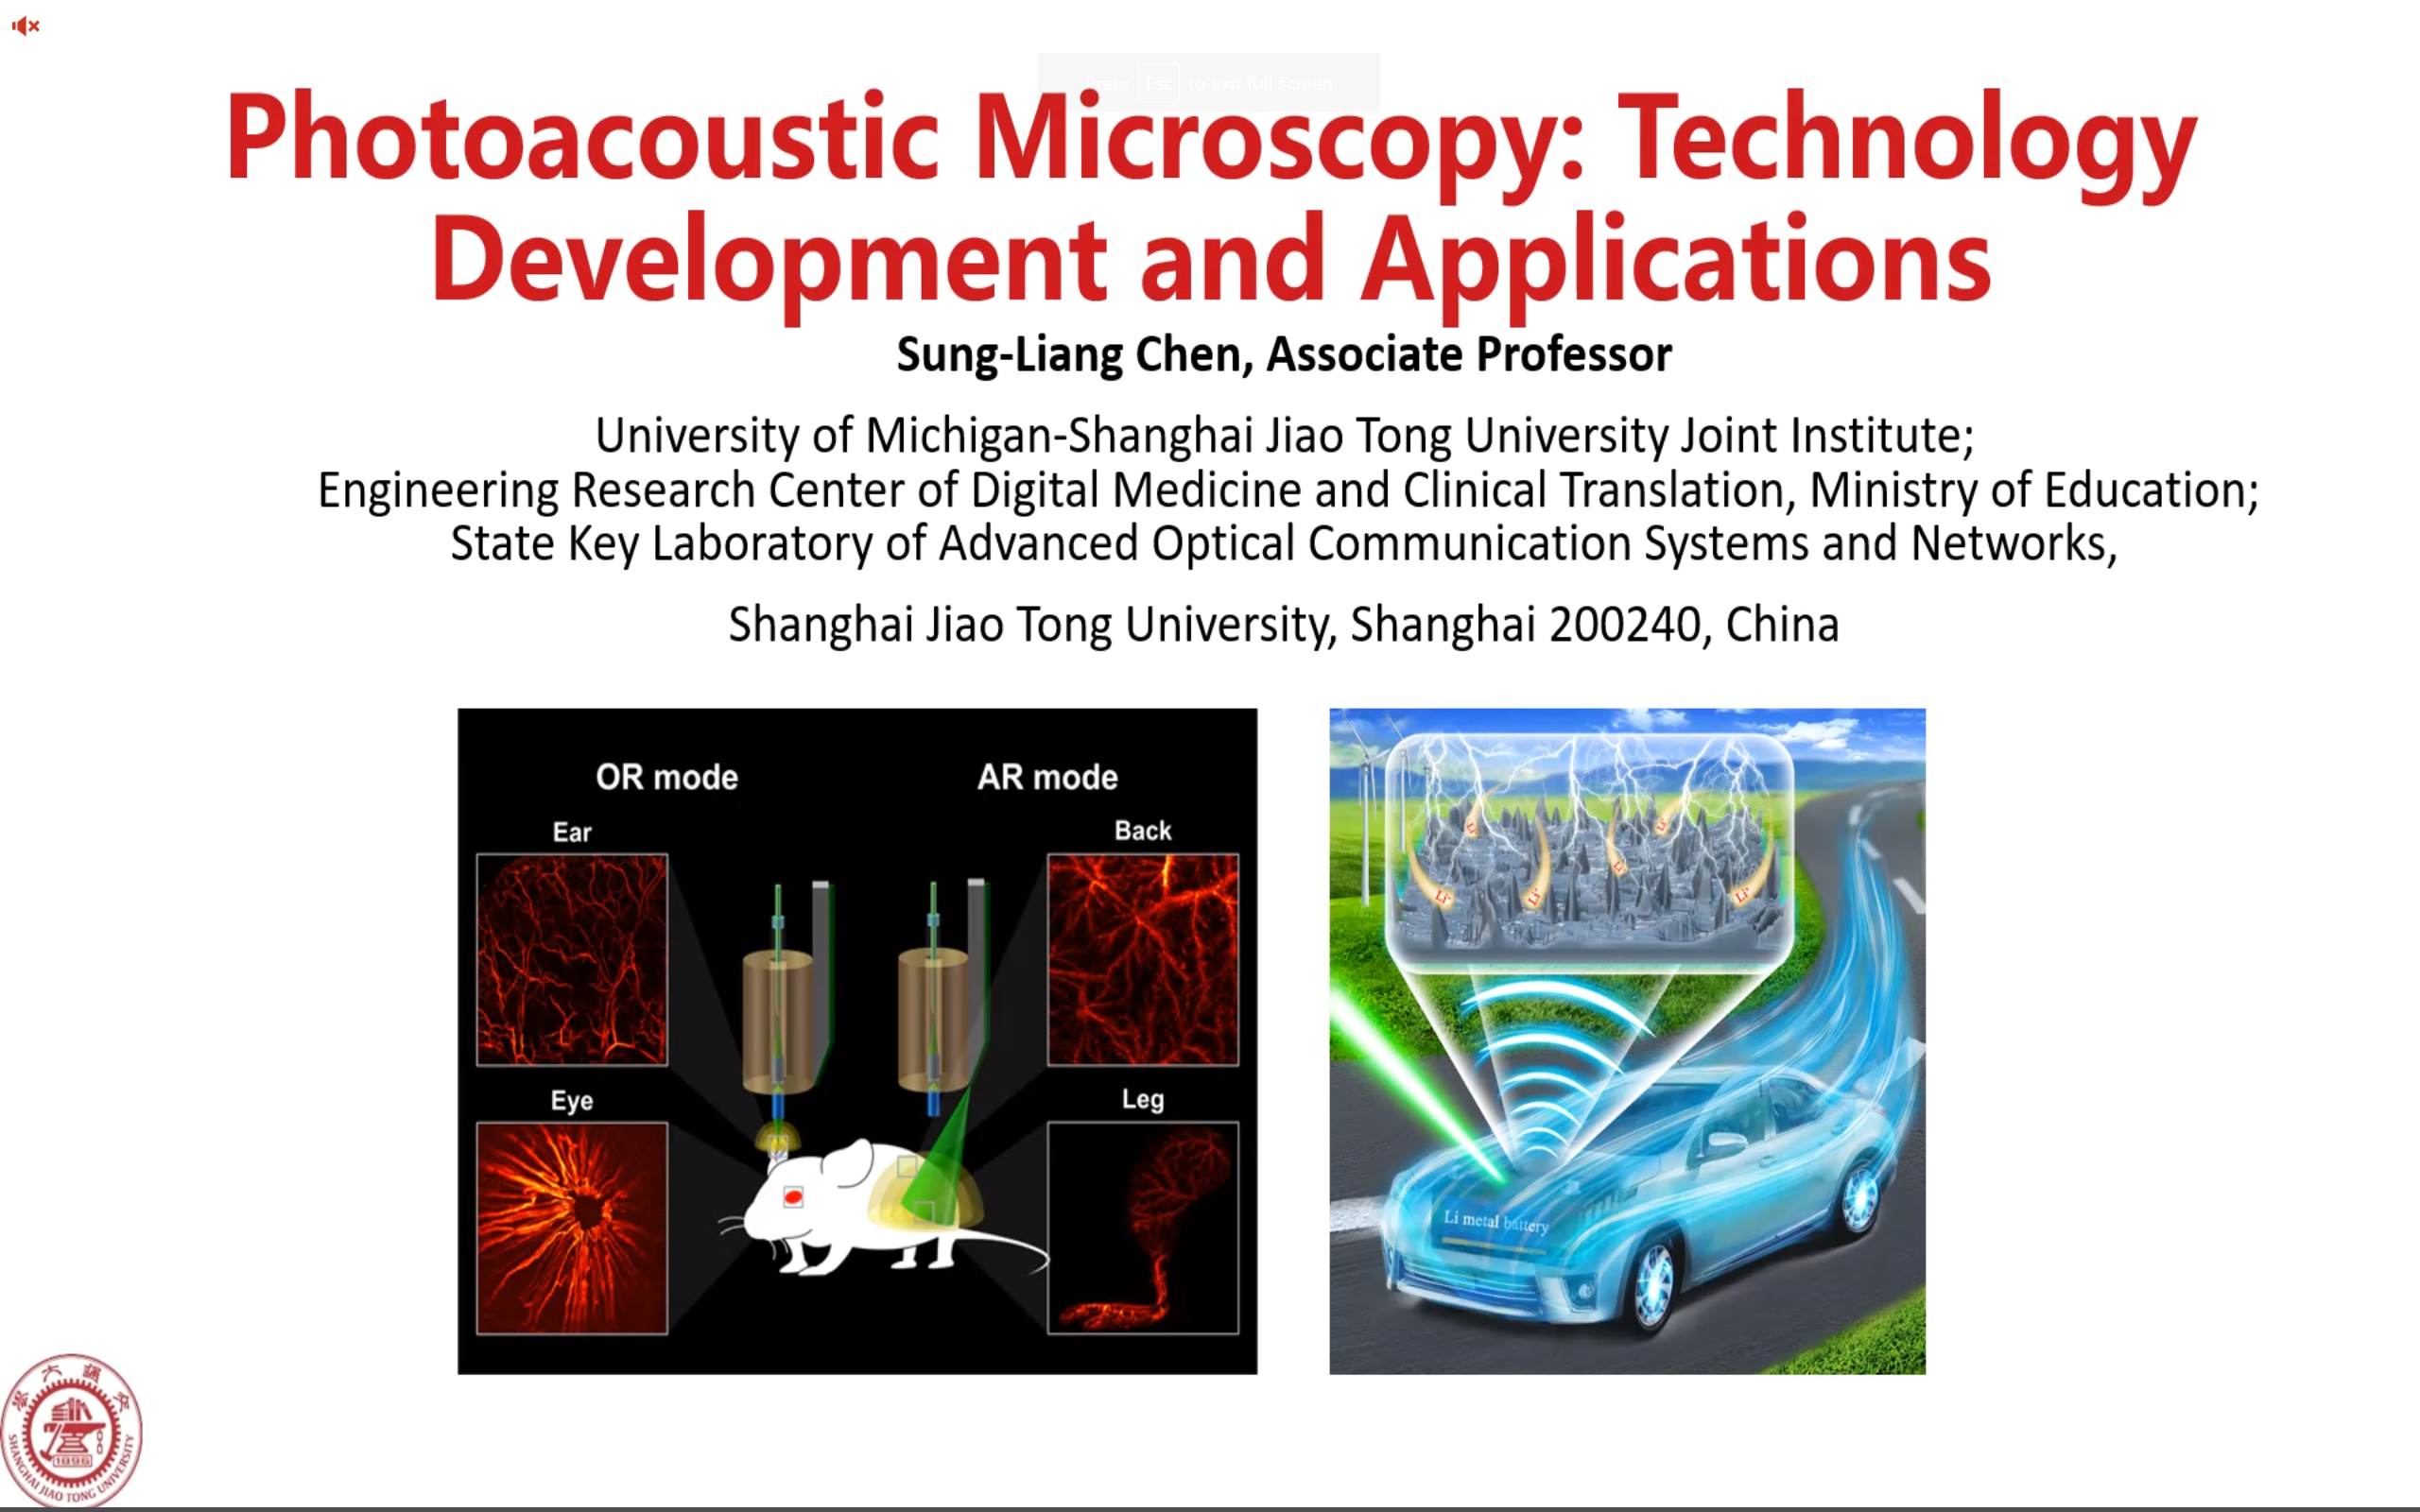 Press Esc to exit full screen
Photoacoustic Microscopy: Technology
Development and Applications
Sung-Liang Chen, Associate Professor
University of Michigan-Shanghai Jiao Tong University Joint Institute;
Engineering Research Center of Digital Medicine and Clinical Translation, Ministry of Education;
State Key Laboratory of Advanced Optical Communication Systems and Networks,
Shanghai Jiao Tong University, Shanghai 200240, China
OR mode
AR mode
Ear
Back
Eye
Leg
Li⁺
Li⁺
Li⁺
Li⁺
Li⁺
Li⁺
Li metal battery
SHANGHAI JIAO TONG UNIVERSITY
1896